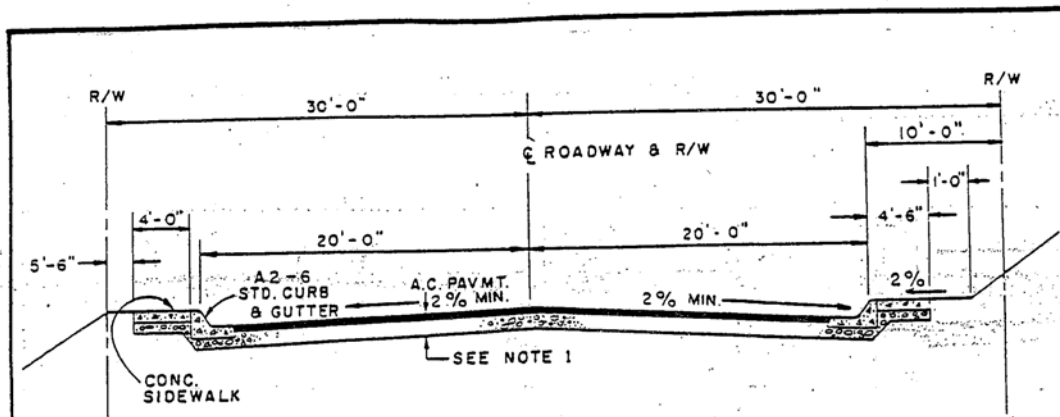 R/W
R/W
30'-0"
30'-0"
10'-0"
℄ ROADWAY & R/W
1'-0"
4'-0"
4'-6"
20'-0"
20'-0"
5'-6"
A2-6
STD. CURB
& GUTTER
A.C. PAVMT.
2% MIN.
2% MIN.
2%
SEE NOTE 1
CONC.
SIDEWALK